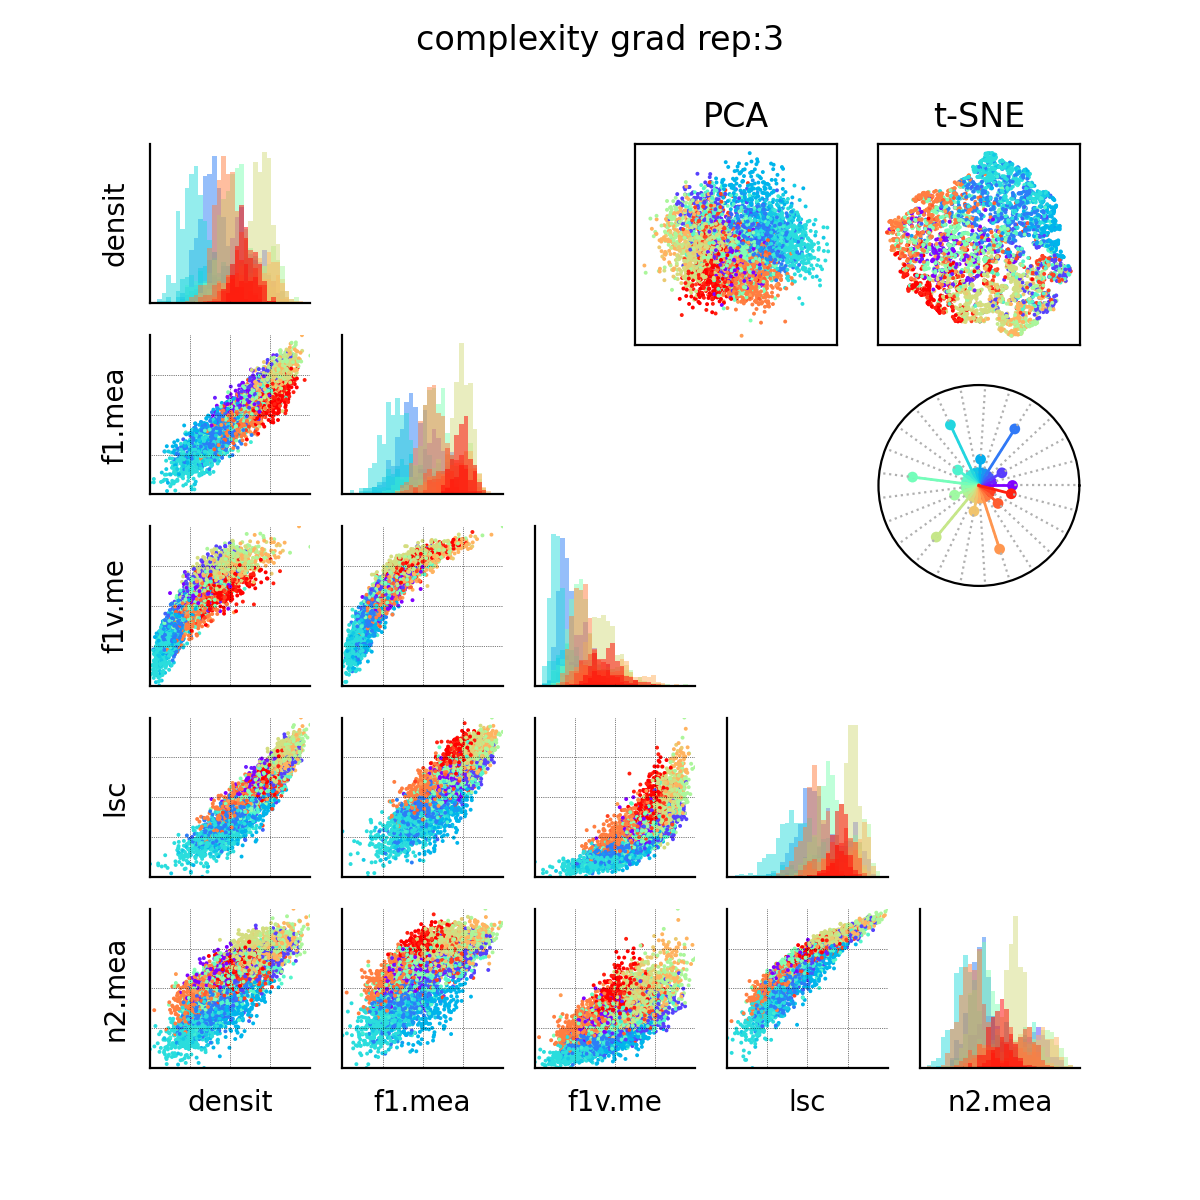 complexity grad rep:3
PCA
t-SNE
densit
f1.mea
f1v.me
lsc
n2.mea
densit
f1.mea
f1v.me
lsc
n2.mea